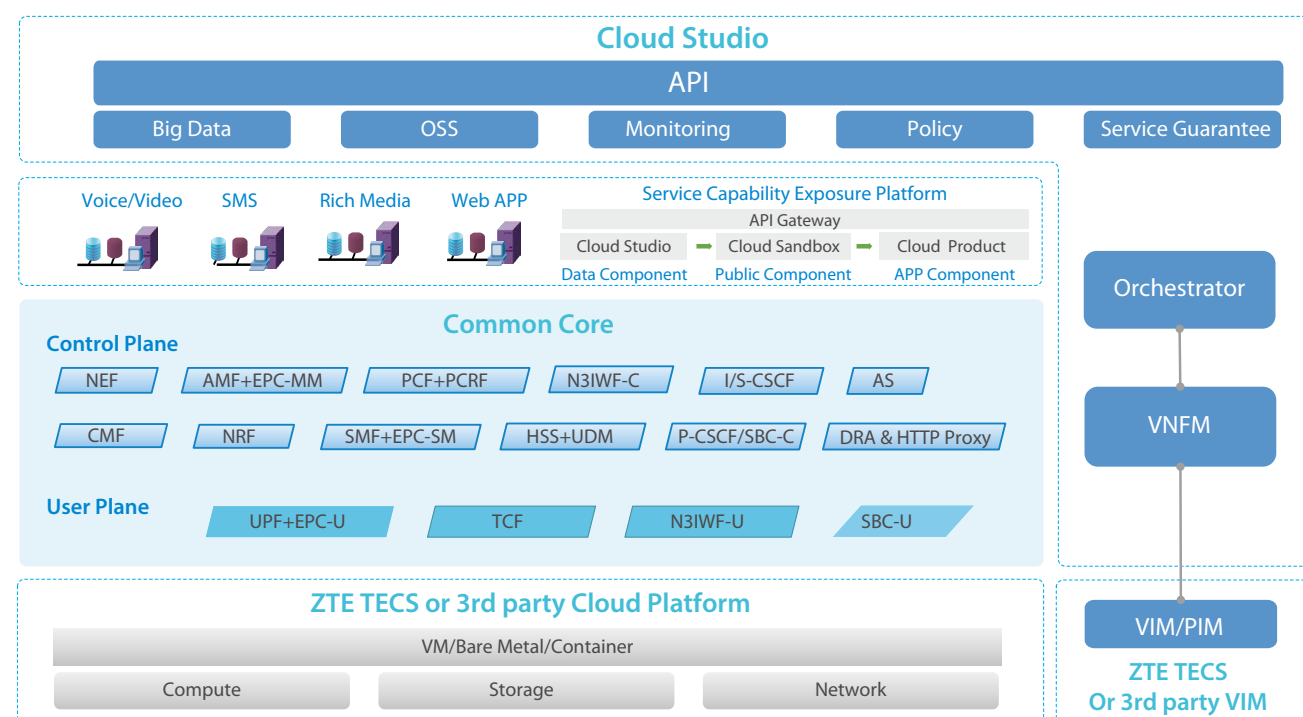 Cloud Studio
API
Big Data
OSS
Monitoring
Policy
Service Guarantee
Voice/Video
SMS
Rich Media
Web APP
Service Capability Exposure Platform
API Gateway
Cloud Studio
Cloud Sandbox
Cloud Product
Data Component
Public Component
APP Component
Common Core
Control Plane
NEF
AMF+EPC-MM
PCF+PCRF
N3IWF-C
I/S-CSCF
AS
CMF
NRF
SMF+EPC-SM
HSS+UDM
P-CSCF/SBC-C
DRA & HTTP Proxy
User Plane
UPF+EPC-U
TCF
N3IWF-U
SBC-U
Orchestrator
VNFM
ZTE TECS or 3rd party Cloud Platform
VM/Bare Metal/Container
Compute
Storage
Network
VIM/PIM
ZTE TECS
Or 3rd party VIM